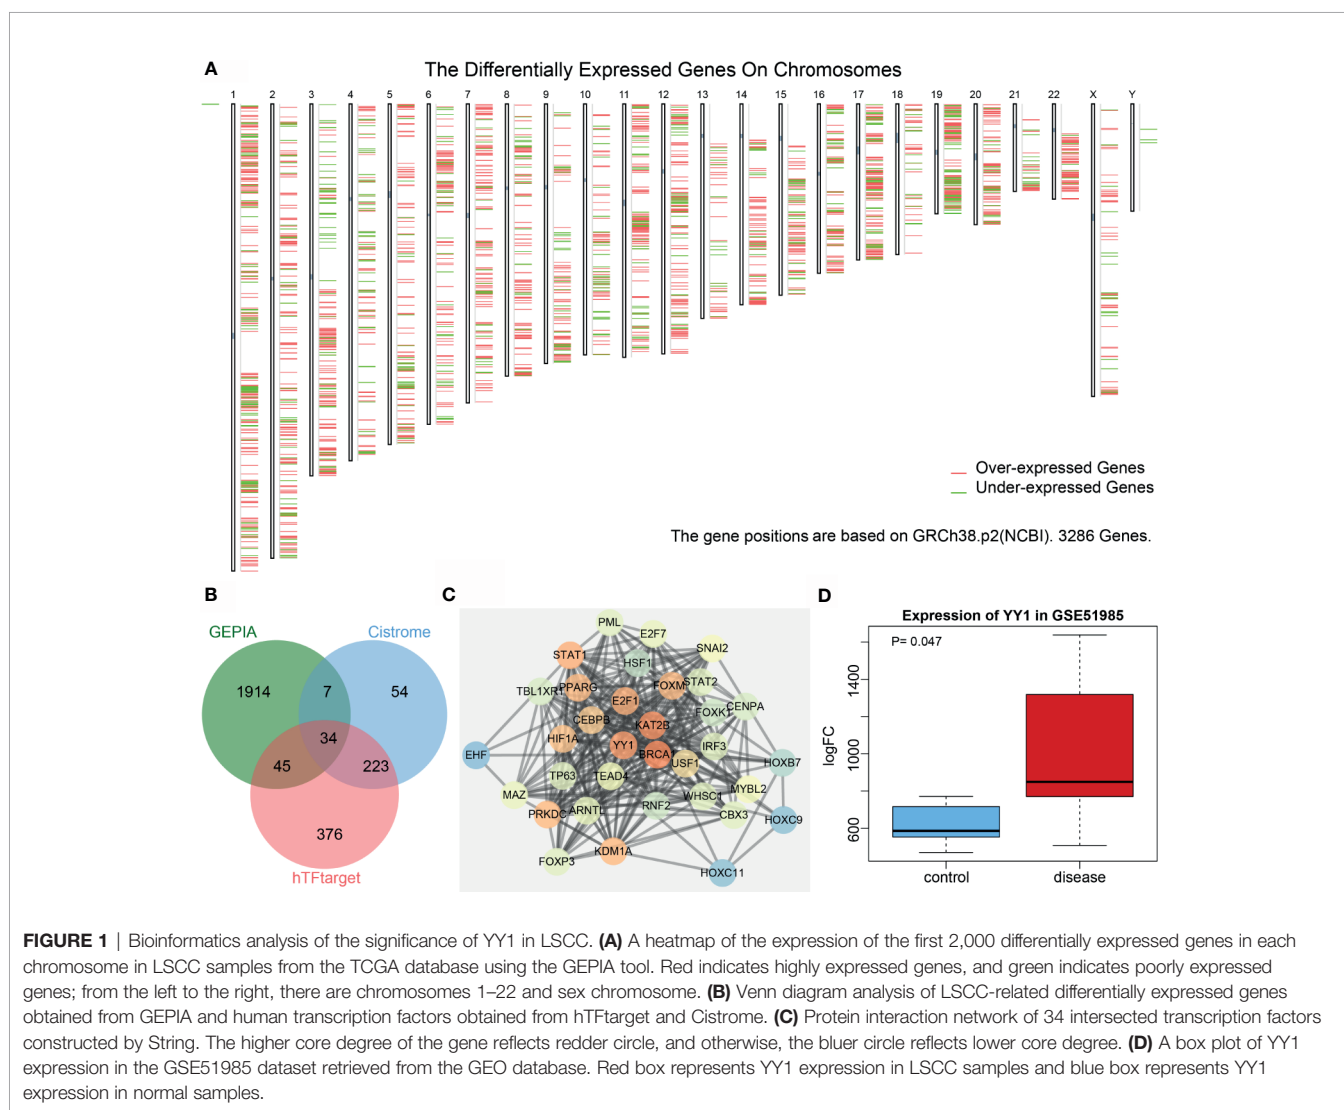 A
The Differentially Expressed Genes On Chromosomes
1 2 3 4 5 6 7 8 9 10 11 12 13 14 15 16 17 18 19 20 21 22 X Y
Over-expressed Genes
Under-expressed Genes
The gene positions are based on GRCh38.p2(NCBI). 3286 Genes.
B
GEPIA
Cistrome
1914
7
54
34
45
223
376
hTFtarget
C
PML
E2F7
SNAI2
STAT1
HSF1
TBL1XR1
PPARG
FOXM
STAT2
E2F1
FOXK1
CENPA
CEBPB
KAT2B
HIF1A
YY1
BRCA1
IRF3
EHF
USF1
HOXB7
TP63
TEAD4
MAZ
WHSC1
MYBL2
PRKDC
ARNTL
RNF2
CBX3
HOXC9
FOXP3
KDM1A
HOXC11
D
Expression of YY1 in GSE51985
P= 0.047
logFC
1400
1000
600
control
disease
FIGURE 1 | Bioinformatics analysis of the significance of YY1 in LSCC. (A) A heatmap of the expression of the first 2,000 differentially expressed genes in each
chromosome in LSCC samples from the TCGA database using the GEPIA tool. Red indicates highly expressed genes, and green indicates poorly expressed
genes; from the left to the right, there are chromosomes 1–22 and sex chromosome. (B) Venn diagram analysis of LSCC-related differentially expressed genes
obtained from GEPIA and human transcription factors obtained from hTFtarget and Cistrome. (C) Protein interaction network of 34 intersected transcription factors
constructed by String. The higher core degree of the gene reflects redder circle, and otherwise, the bluer circle reflects lower core degree. (D) A box plot of YY1
expression in the GSE51985 dataset retrieved from the GEO database. Red box represents YY1 expression in LSCC samples and blue box represents YY1
expression in normal samples.